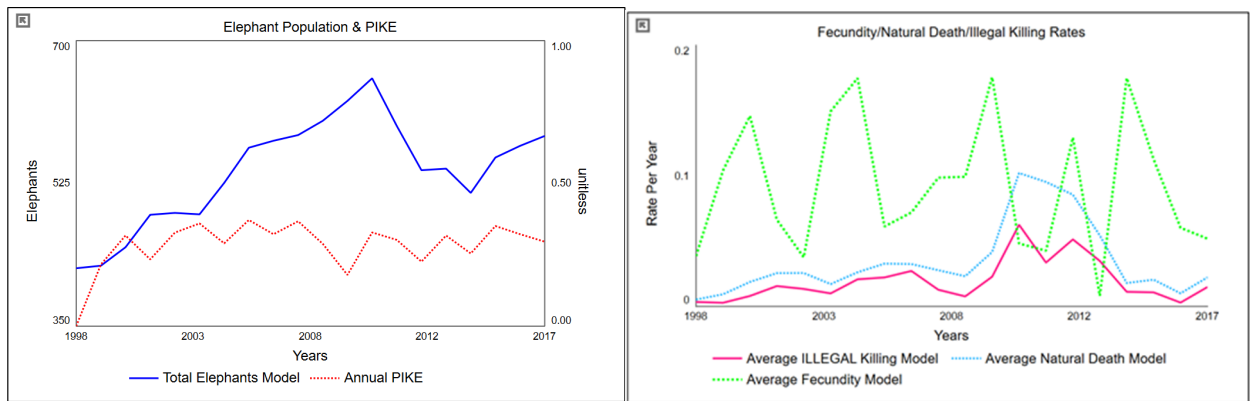 Elephant Population & PIKE
700
1.00
525
0.50
350
0.00
Elephants
unitless
1998
2003
2008
2012
2017
Years
Total Elephants Model
Annual PIKE
Fecundity/Natural Death/Illegal Killing Rates
0.2
0.1
0
Rate Per Year
1998
2003
2008
2012
2017
Years
Average ILLEGAL Killing Model
Average Natural Death Model
Average Fecundity Model